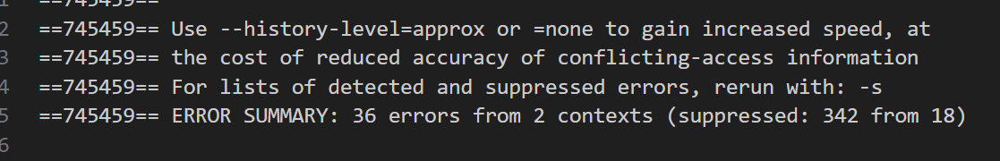 1 ==745459==
2 ==745459== Use --history-level=approx or =none to gain increased speed, at
3 ==745459== the cost of reduced accuracy of conflicting-access information
4 ==745459== For lists of detected and suppressed errors, rerun with: -s
5 ==745459== ERROR SUMMARY: 36 errors from 2 contexts (suppressed: 342 from 18)
6